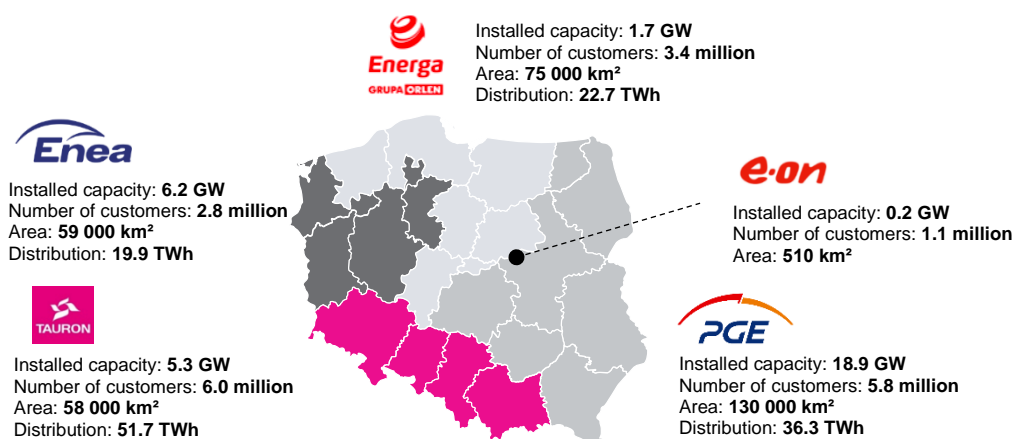 Energa
GRUPA ORLEN
Installed capacity: 1.7 GW
Number of customers: 3.4 million
Area: 75 000 km²
Distribution: 22.7 TWh
Enea
Installed capacity: 6.2 GW
Number of customers: 2.8 million
Area: 59 000 km²
Distribution: 19.9 TWh
e·on
Installed capacity: 0.2 GW
Number of customers: 1.1 million
Area: 510 km²
TAURON
Installed capacity: 5.3 GW
Number of customers: 6.0 million
Area: 58 000 km²
Distribution: 51.7 TWh
PGE
Installed capacity: 18.9 GW
Number of customers: 5.8 million
Area: 130 000 km²
Distribution: 36.3 TWh